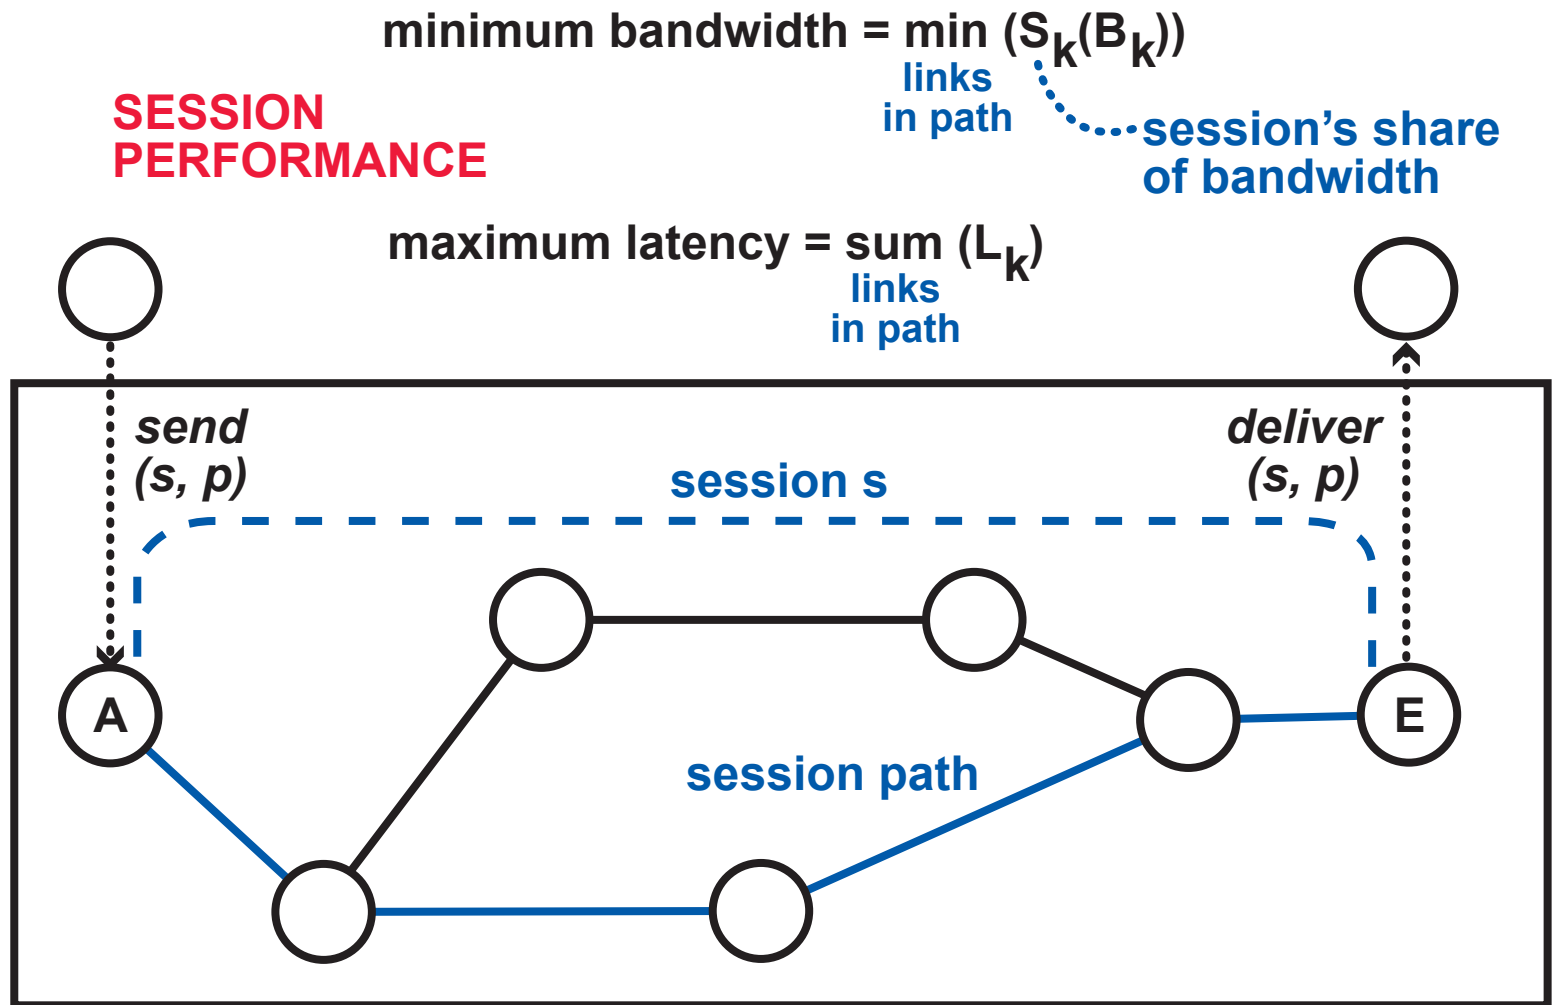 minimum bandwidth = min (Sk(Bk))
links
in path
SESSION
PERFORMANCE
session’s share
of bandwidth
maximum latency = sum (Lk)
links
in path
send
(s, p)
deliver
(s, p)
session s
A
E
session path